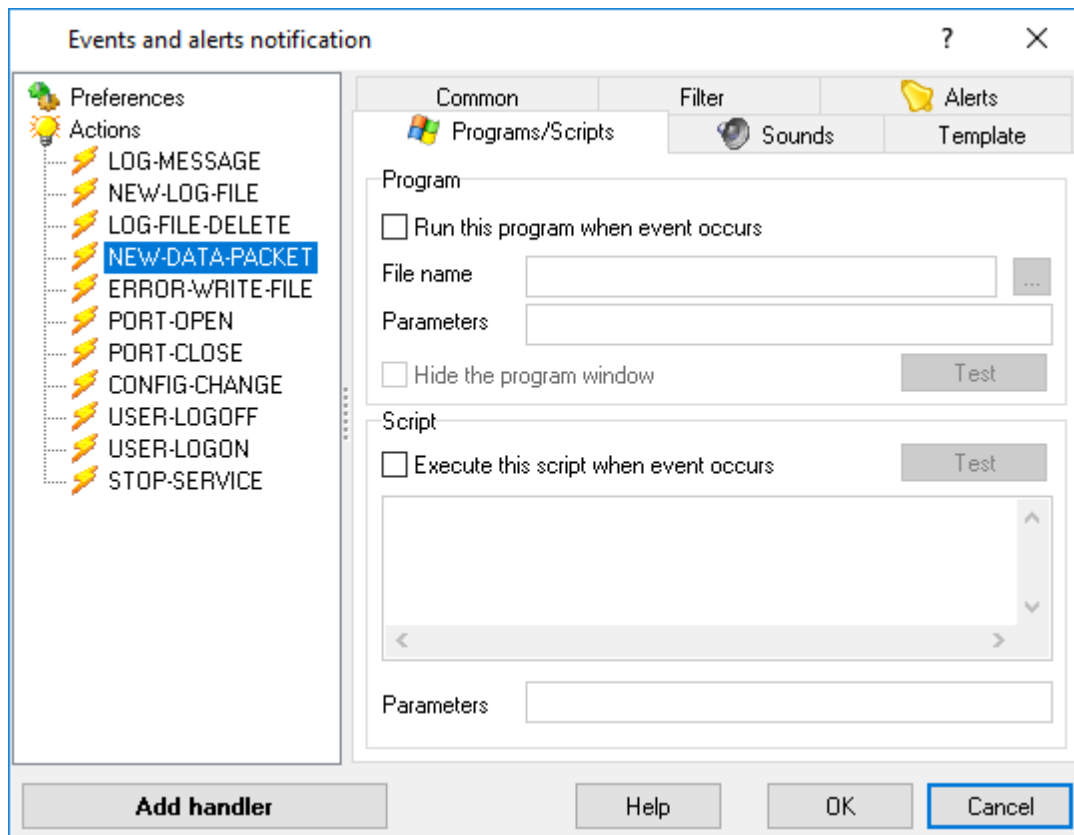 Events and alerts notification
?
Preferences
Actions
LOG-MESSAGE
NEW-LOG-FILE
LOG-FILE-DELETE
NEW-DATA-PACKET
ERROR-WRITE-FILE
PORT-OPEN
PORT-CLOSE
CONFIG-CHANGE
USER-LOGOFF
USER-LOGON
STOP-SERVICE
Common Filter Alerts
Programs/Scripts Sounds Template
Program
Run this program when event occurs
File name ...
Parameters
Hide the program window Test
Script
Execute this script when event occurs Test
Parameters
Add handler Help OK Cancel